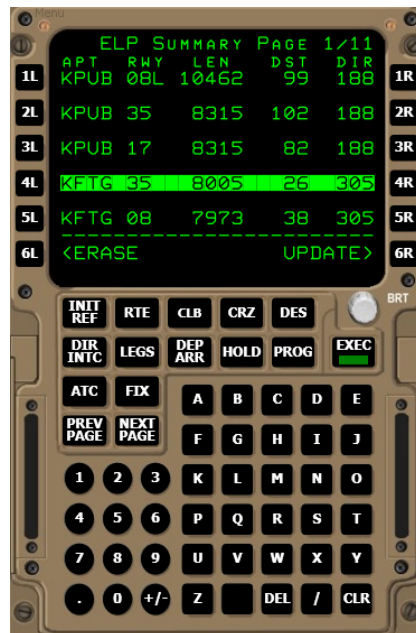 Menu
ELP SUMMARY PAGE 1/11
APT RWY LEN DST DIR
1L KPUB 08L 10462 99 188 1R
2L KPUB 35 8315 102 188 2R
3L KPUB 17 8315 82 188 3R
4L KFTG 35 8005 26 305 4R
5L KFTG 08 7973 38 305 5R
6L <ERASE UPDATE> 6R
BRT
INIT REF RTE CLB CRZ DES
DIR INTC LEGS DEP ARR HOLD PROG EXEC
ATC FIX
PREV PAGE NEXT PAGE
A B C D E
F G H I J
1 2 3 K L M N O
4 5 6 P Q R S T
7 8 9 U V W X Y
. 0 +/- Z DEL / CLR